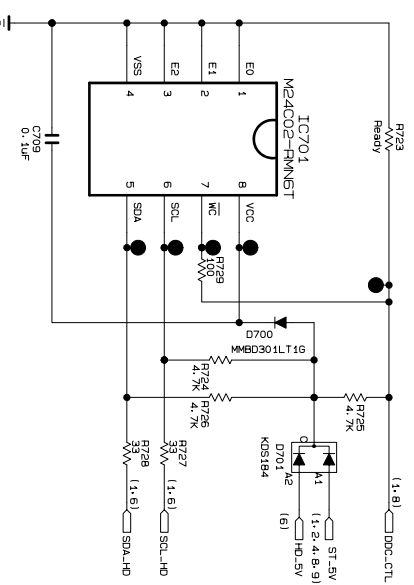 R723
Ready
IC701
M24C02-RMN6T
E0
E1
E2
VSS
1
2
3
4
8
7
6
5
VCC
WC
SCL
SDA
C709
0.1uF
R729
100
D700
MMBD301LT1G
R724
4.7K
R726
4.7K
R725
4.7K
D701
KDS184
C
A1
A2
R727
33
R728
33
(1,8)
DDC_CTL
ST_5V
(1,2,4,8,9)
HD_5V
(6)
(1,6)
SCL_HD
(1,6)
SDA_HD